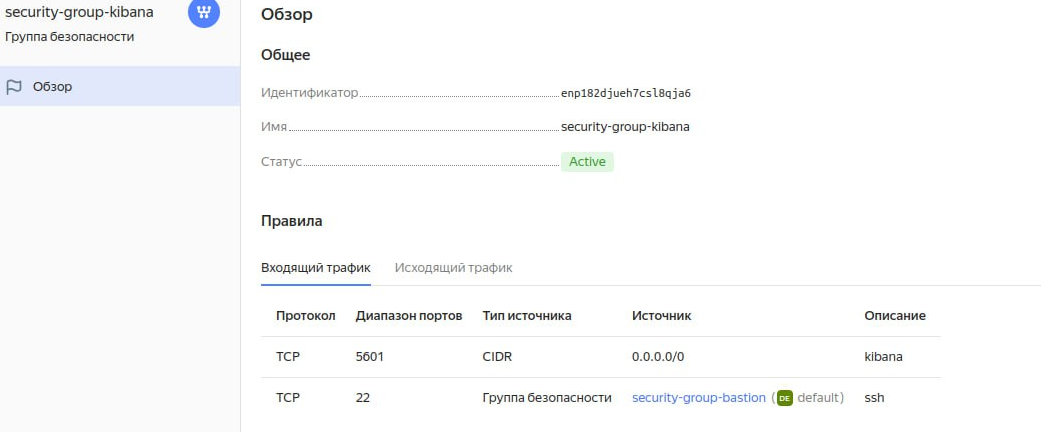 security-group-kibana
Группа безопасности
Обзор
Обзор
Общее
Идентификатор enp182djueh7csl8qja6
Имя security-group-kibana
Статус Active
Правила
Входящий трафик Исходящий трафик
Протокол Диапазон портов Тип источника Источник Описание
TCP 5601 CIDR 0.0.0.0/0 kibana
TCP 22 Группа безопасности security-group-bastion (DE default) ssh